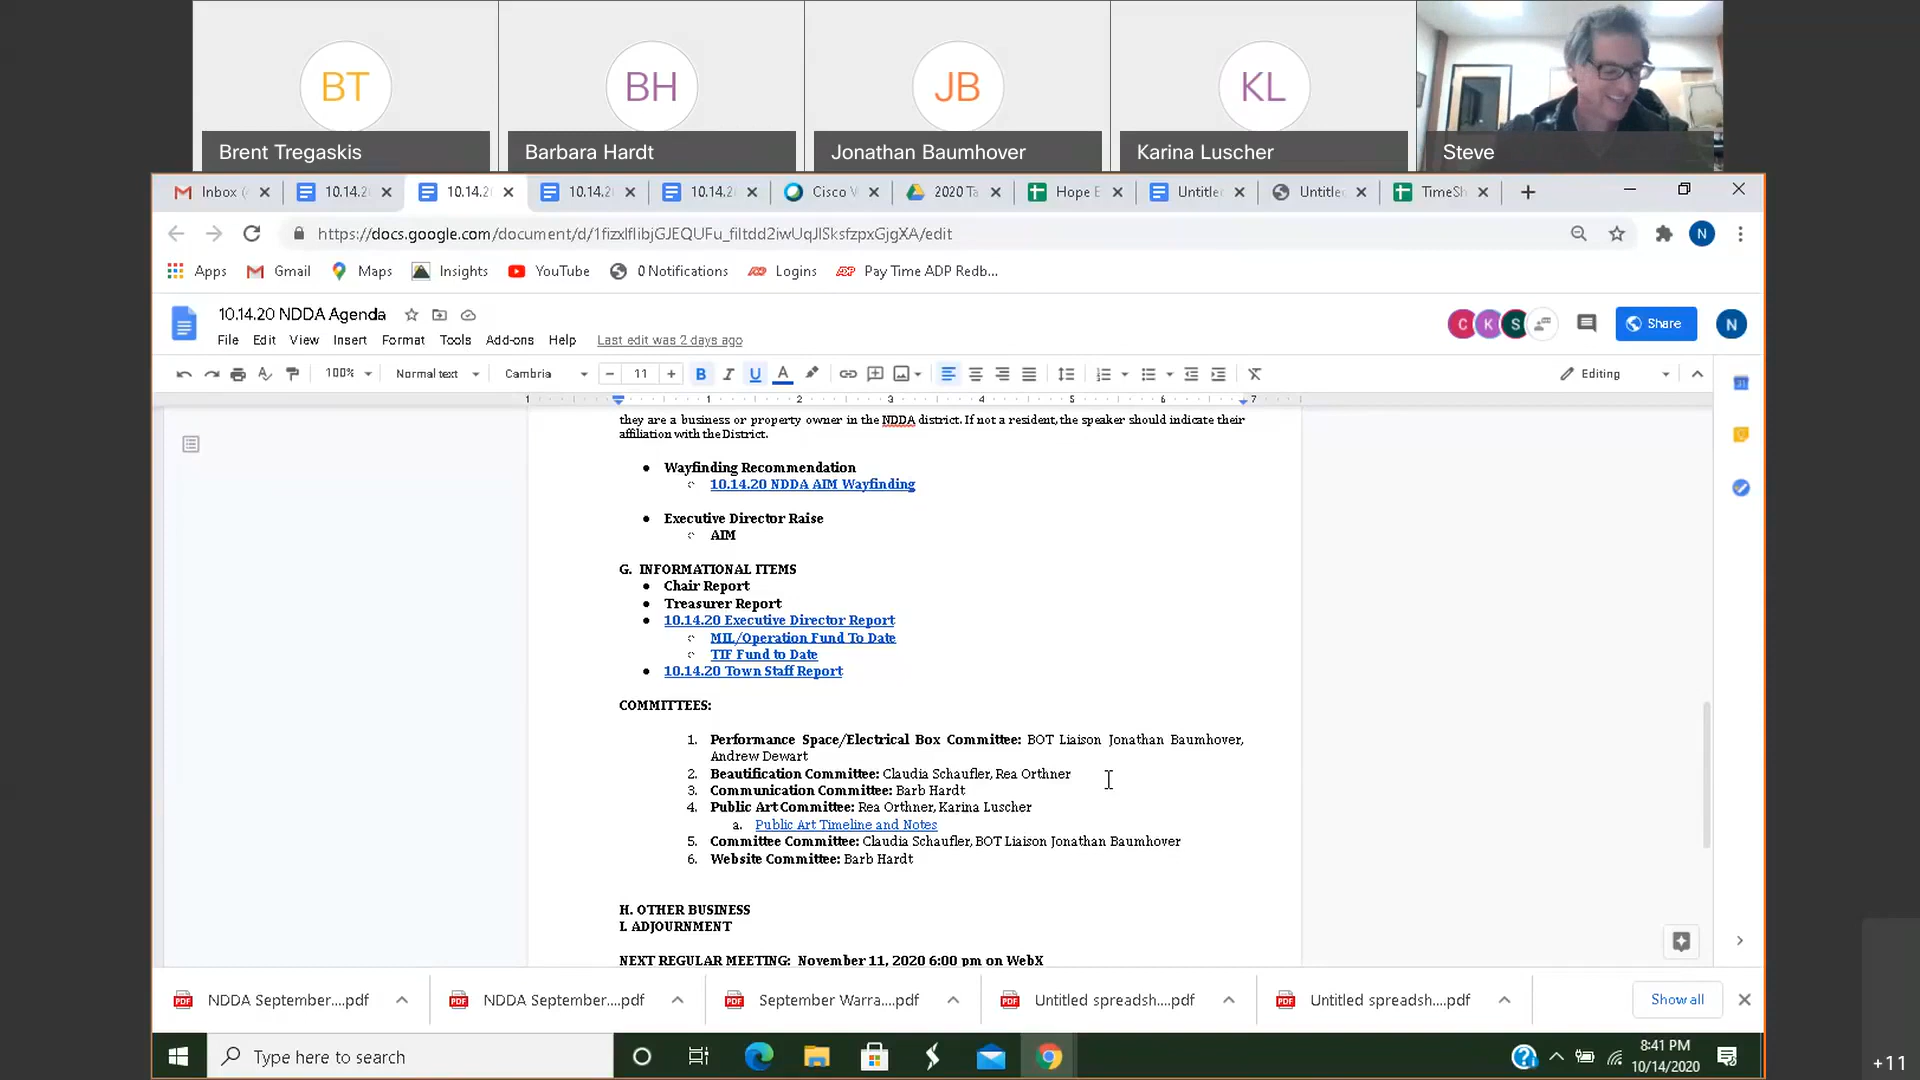 BT
BH
JB
KL
Brent Tregaskis
Barbara Hardt
Jonathan Baumhover
Karina Luscher
Steve
Inbox (
10.14.2
10.14.2
10.14.2
10.14.2
Cisco
2020 Ta
Hope E
Untitle
Untitle
TimeSh
https://docs.google.com/document/d/1fizxlflibjGJEQUFu_filtdd2iwUqJlSksfzpxGjgXA/edit
N
Apps
Gmail
Maps
Insights
YouTube
0 Notifications
Logins
Pay Time ADP Redb...
10.14.20 NDDA Agenda
C
K
S
Share
N
File Edit View Insert Format Tools Add-ons Help Last edit was 2 days ago
100% Normal text Cambria − 11 + B I U A Editing
1 1 2 3 4 5 6 7
they are a business or property owner in the NDDA district. If not a resident, the speaker should indicate their
affiliation with the District.
● Wayfinding Recommendation
○ 10.14.20 NDDA AIM Wayfinding
● Executive Director Raise
○ AIM
G. INFORMATIONAL ITEMS
● Chair Report
● Treasurer Report
● 10.14.20 Executive Director Report
○ MIL/Operation Fund To Date
○ TIF Fund to Date
● 10.14.20 Town Staff Report
COMMITTEES:
1. Performance Space/Electrical Box Committee: BOT Liaison Jonathan Baumhover,
Andrew Dewart
2. Beautification Committee: Claudia Schaufler, Rea Orthner
3. Communication Committee: Barb Hardt
4. Public Art Committee: Rea Orthner, Karina Luscher
a. Public Art Timeline and Notes
5. Committee Committee: Claudia Schaufler, BOT Liaison Jonathan Baumhover
6. Website Committee: Barb Hardt
H. OTHER BUSINESS
I. ADJOURNMENT
NEXT REGULAR MEETING: November 11, 2020 6:00 pm on WebX
NDDA September....pdf
NDDA September....pdf
September Warra....pdf
Untitled spreadsh....pdf
Untitled spreadsh....pdf
Show all
Type here to search
8:41 PM
10/14/2020
+11